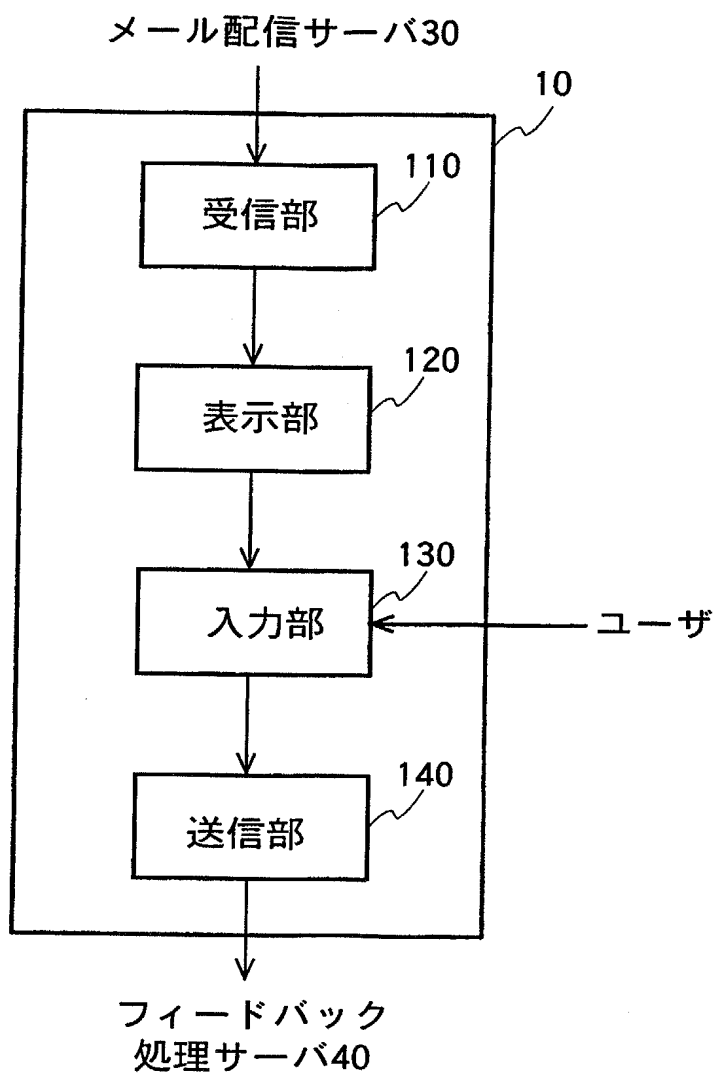 メール配信サーバ30
10
110
受信部
120
表示部
130
入力部
ユーザ
140
送信部
フィードバック
処理サーバ40